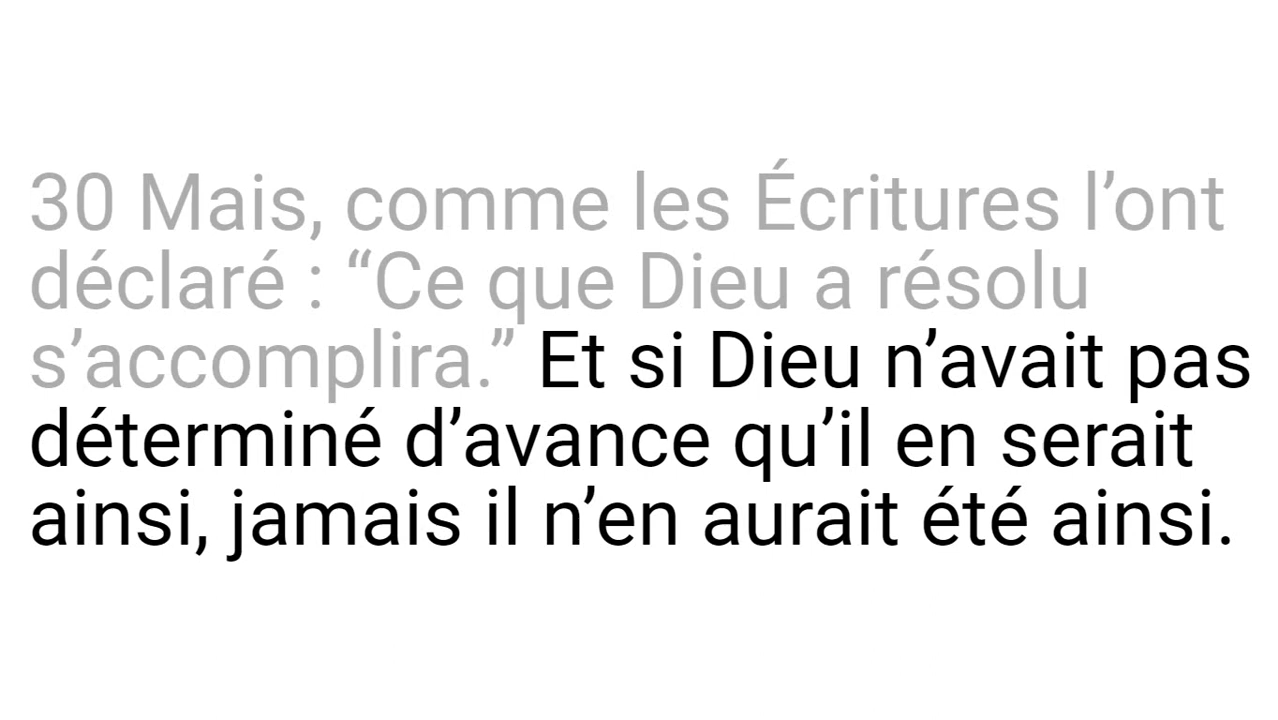 30 Mais, comme les Écritures l’ont
déclaré : “Ce que Dieu a résolu
s’accomplira.” Et si Dieu n’avait pas
déterminé d’avance qu’il en serait
ainsi, jamais il n’en aurait été ainsi.